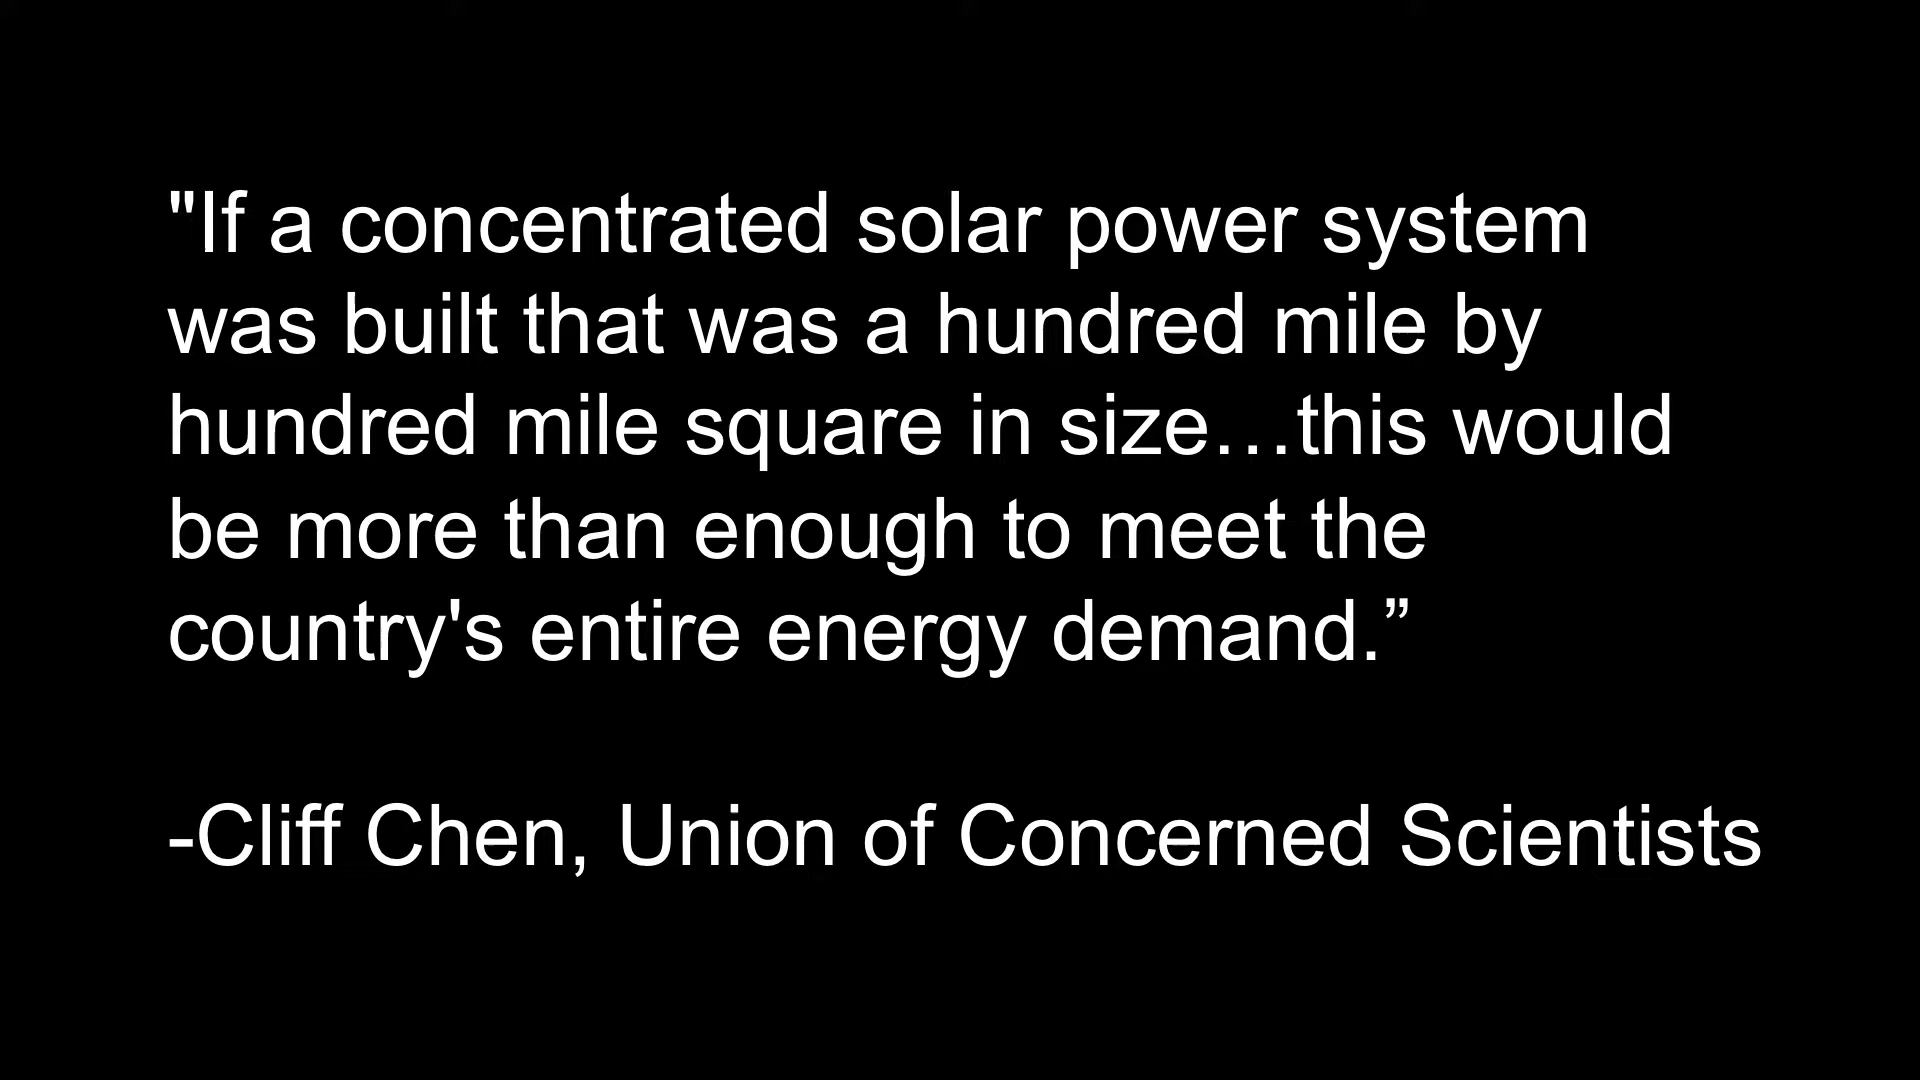 "If a concentrated solar power system
was built that was a hundred mile by
hundred mile square in size…this would
be more than enough to meet the
country's entire energy demand.”
-Cliff Chen, Union of Concerned Scientists